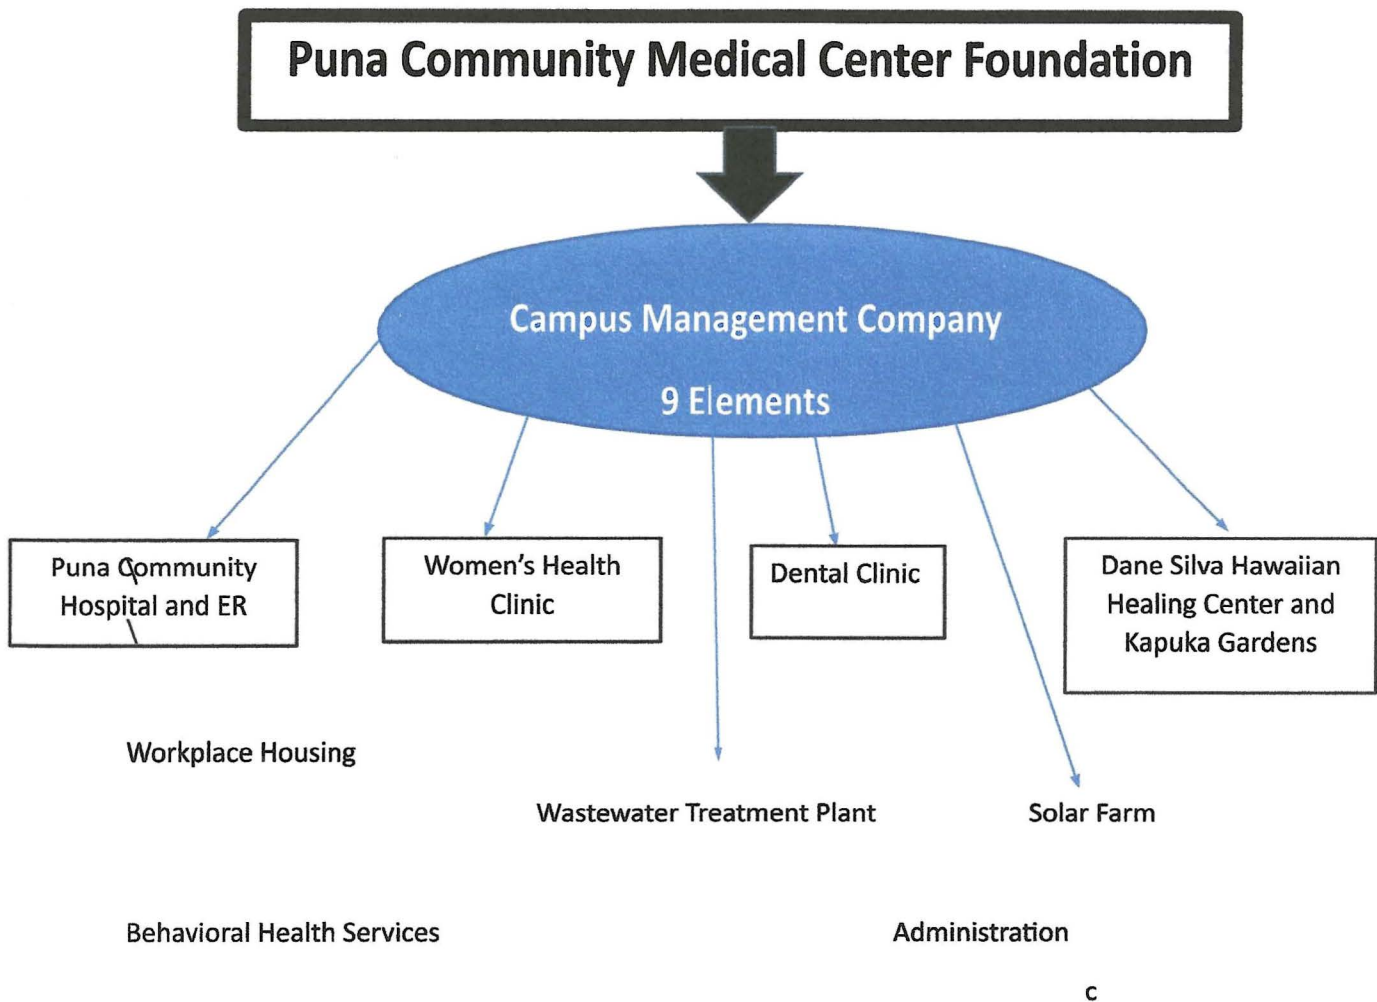 Puna Community Medical Center Foundation
Campus Management Company
9 Elements
Puna Community
Hospital and ER
Women’s Health
Clinic
Dental Clinic
Dane Silva Hawaiian
Healing Center and
Kapuka Gardens
Workplace Housing
Wastewater Treatment Plant
Solar Farm
Behavioral Health Services
Administration
c